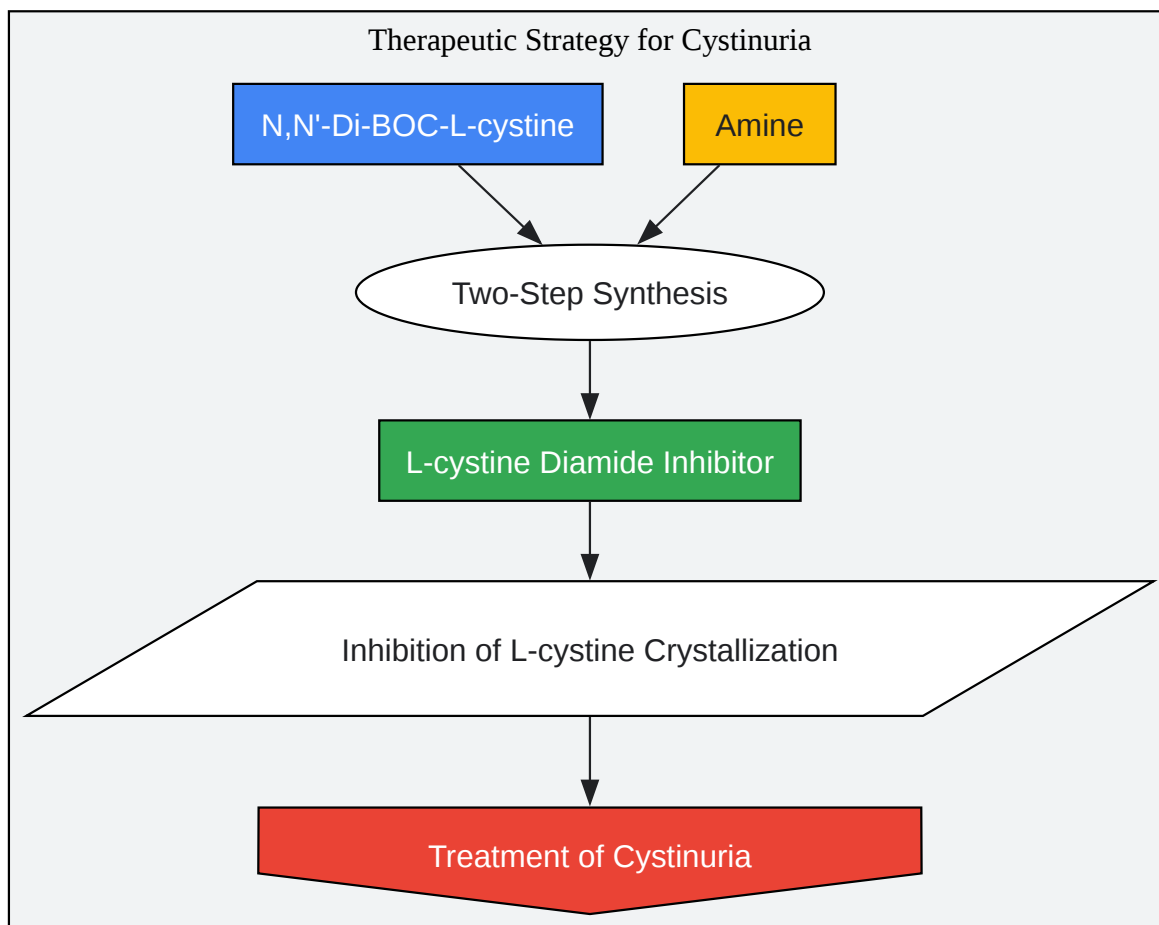 Therapeutic Strategy for Cystinuria
N,N'-Di-BOC-L-cystine
Amine
Two-Step Synthesis
L-cystine Diamide Inhibitor
Inhibition of L-cystine Crystallization
Treatment of Cystinuria